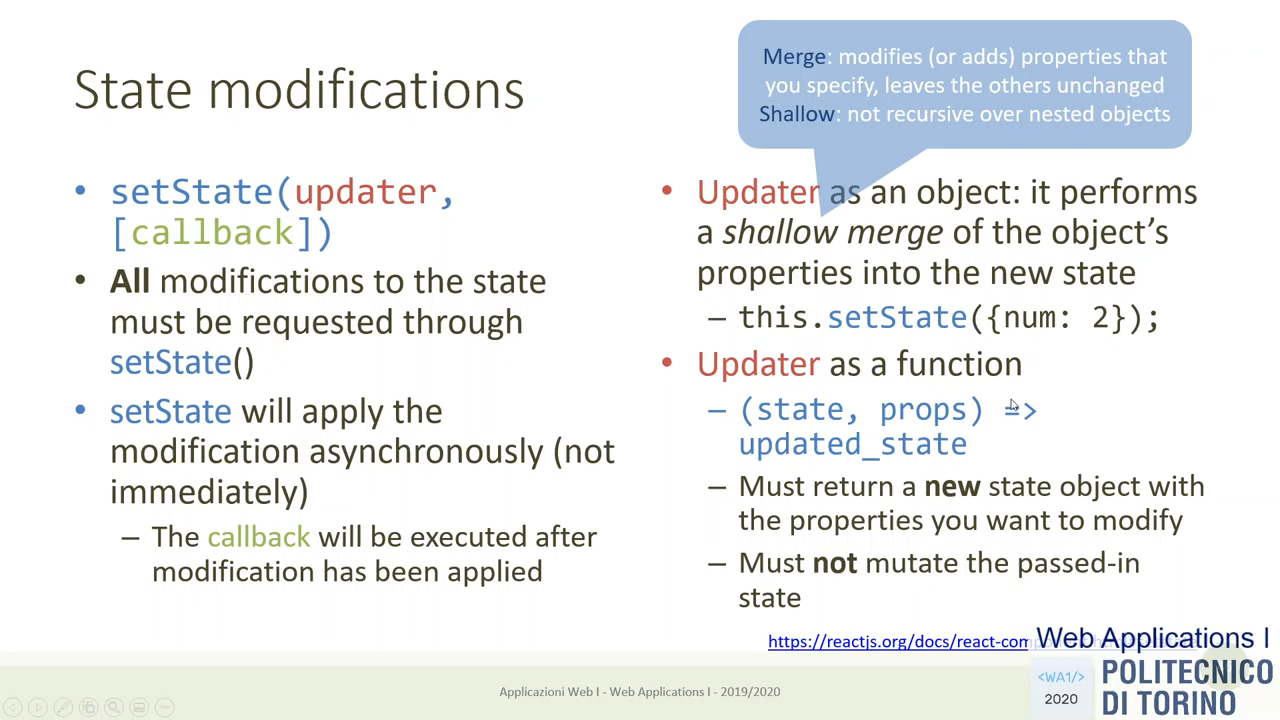 Merge: modifies (or adds) properties that
you specify, leaves the others unchanged
Shallow: not recursive over nested objects
State modifications
• setState(updater,
[callback])
• All modifications to the state
must be requested through
setState()
• setState will apply the
modification asynchronously (not
immediately)
– The callback will be executed after
modification has been applied
• Updater as an object: it performs
a shallow merge of the object’s
properties into the new state
– this.setState({num: 2});
• Updater as a function
– (state, props) =>
updated_state
– Must return a new state object with
the properties you want to modify
– Must not mutate the passed-in
state
https://reactjs.org/docs/react-com
Web Applications I
Applicazioni Web I - Web Applications I - 2019/2020
<WA1/>
2020
POLITECNICO
DI TORINO